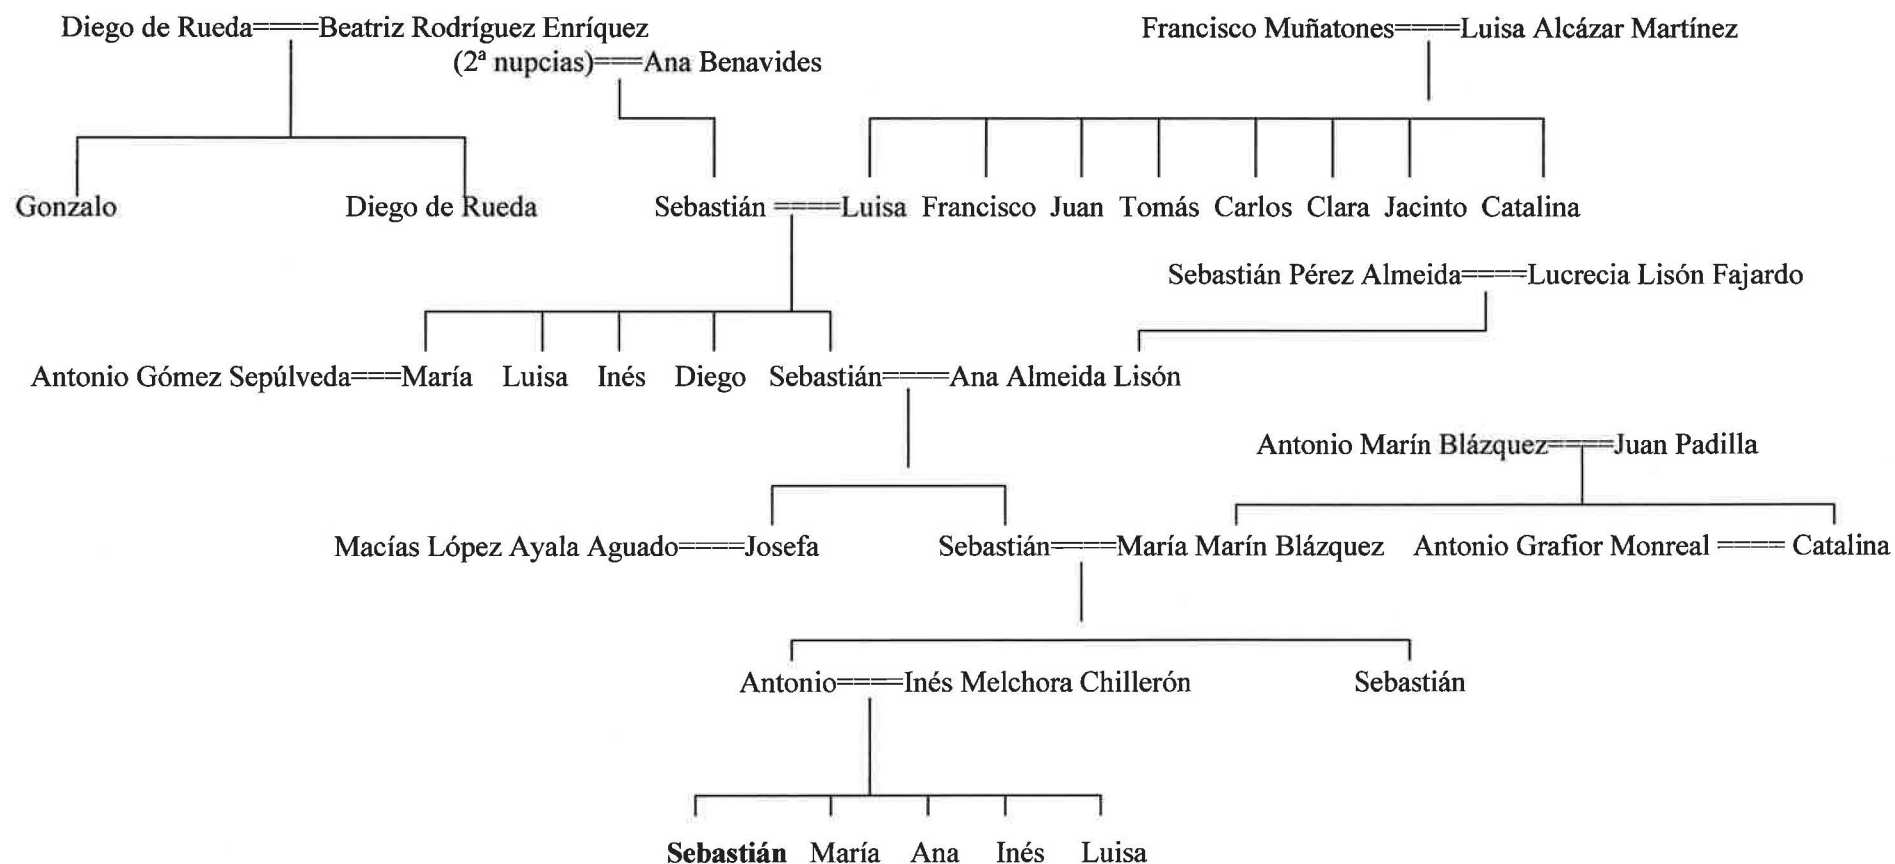 Diego de Rueda====Beatriz Rodríguez Enríquez Francisco Muñatones====Luisa Alcázar Martínez
(2ª nupcias)===Ana Benavides
Gonzalo Diego de Rueda Sebastián ====Luisa Francisco Juan Tomás Carlos Clara Jacinto Catalina
Sebastián Pérez Almeida====Lucrecia Lisón Fajardo
Antonio Gómez Sepúlveda===María Luisa Inés Diego Sebastián====Ana Almeida Lisón
Antonio Marín Blázquez====Juan Padilla
Macías López Ayala Aguado====Josefa Sebastián====María Marín Blázquez Antonio Grafior Monreal ==== Catalina
Antonio====Inés Melchora Chillerón Sebastián
Sebastián María Ana Inés Luisa